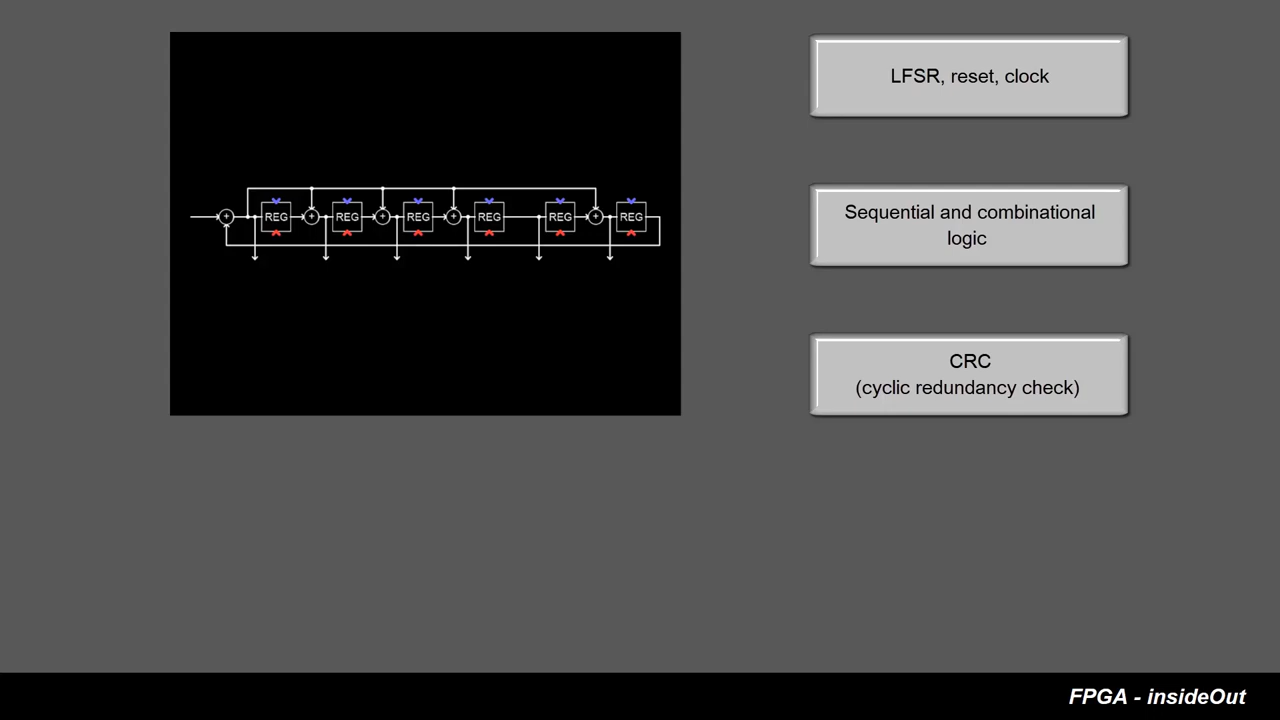 LFSR, reset, clock
REG REG REG REG REG REG
Sequential and combinational
logic
CRC
(cyclic redundancy check)
FPGA - insideOut